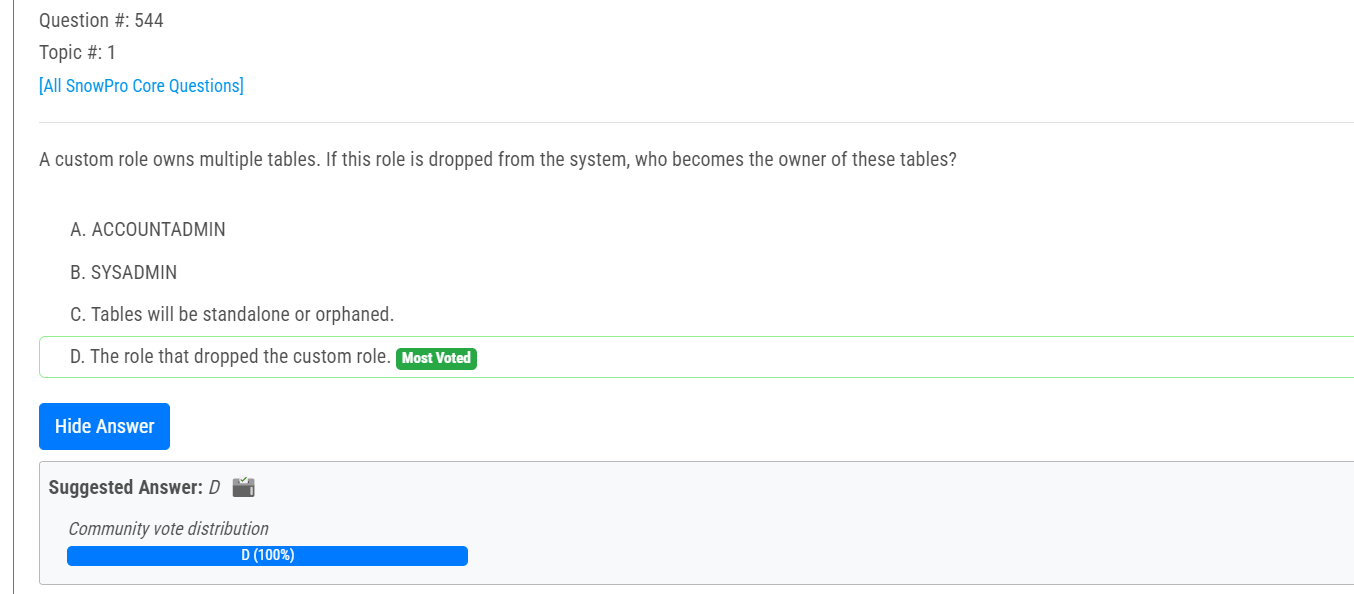 Question #: 544
Topic #: 1
[All SnowPro Core Questions]
A custom role owns multiple tables. If this role is dropped from the system, who becomes the owner of these tables?
A. ACCOUNTADMIN
B. SYSADMIN
C. Tables will be standalone or orphaned.
D. The role that dropped the custom role. Most Voted
Hide Answer
Suggested Answer: D
Community vote distribution
D (100%)